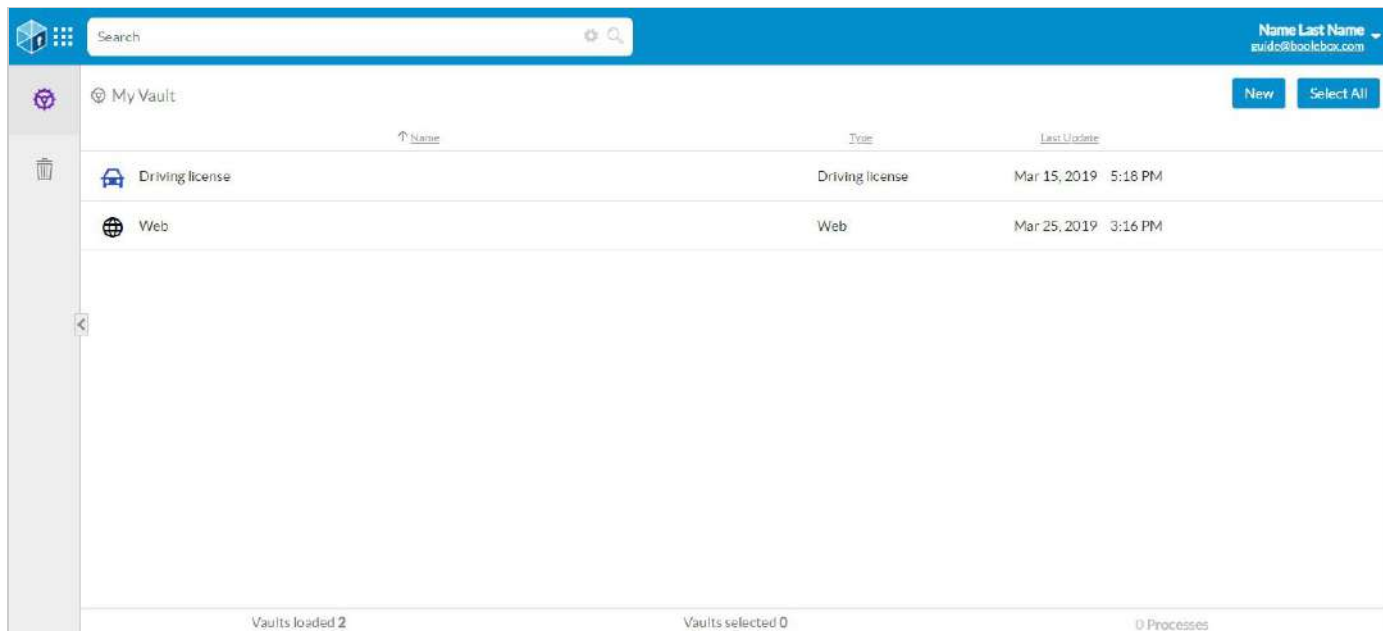 Search
Name Last Name
guide@boolebox.com
My Vault
New
Select All
Name
Type
Last Update
Driving license
Driving license
Mar 15, 2019 5:18 PM
Web
Web
Mar 25, 2019 3:16 PM
Vaults loaded 2
Vaults selected 0
0 Processes